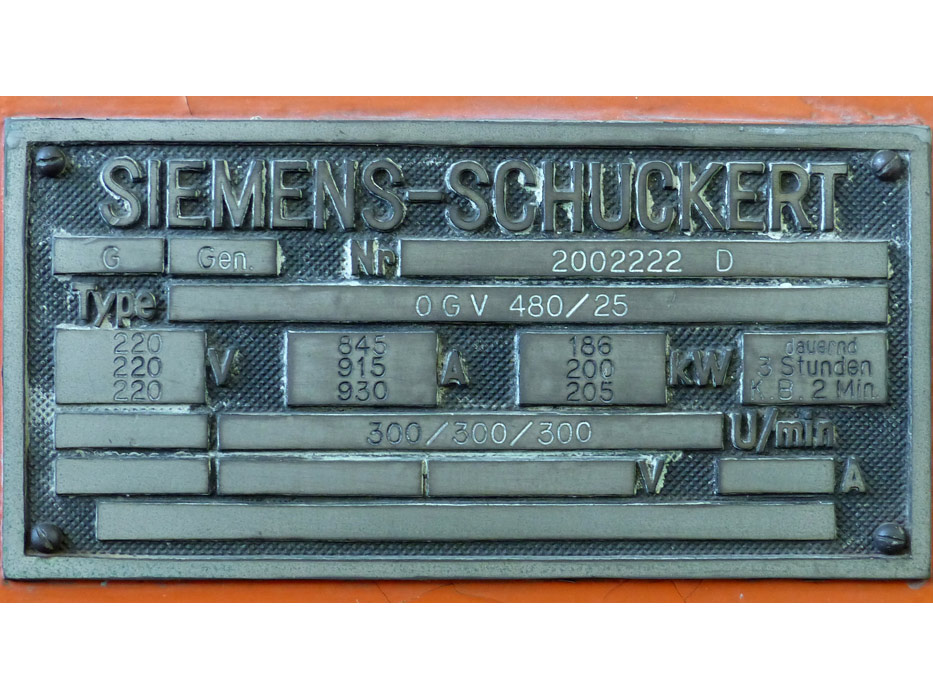 SIEMENS-SCHUCKERT
G Gen. Nr 2002222 D
Type 0 G V 480/25
220 845 186 dauernd
220 V 915 A 200 kW 3 Stunden
220 930 205 K.B. 2 Min.
300/300/300 U/min
V A